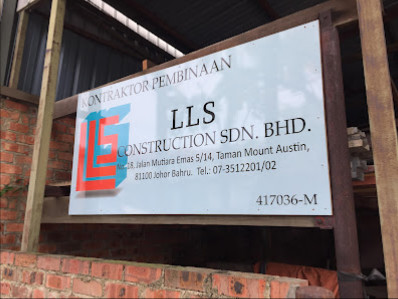 KONTRAKTOR PEMBINAAN
LLS
LLS
CONSTRUCTION SDN. BHD.
Jalan Mutiara Emas 5/14, Taman Mount Austin,
81100 Johor Bahru. Tel.: 07-3512201/02
417036-M